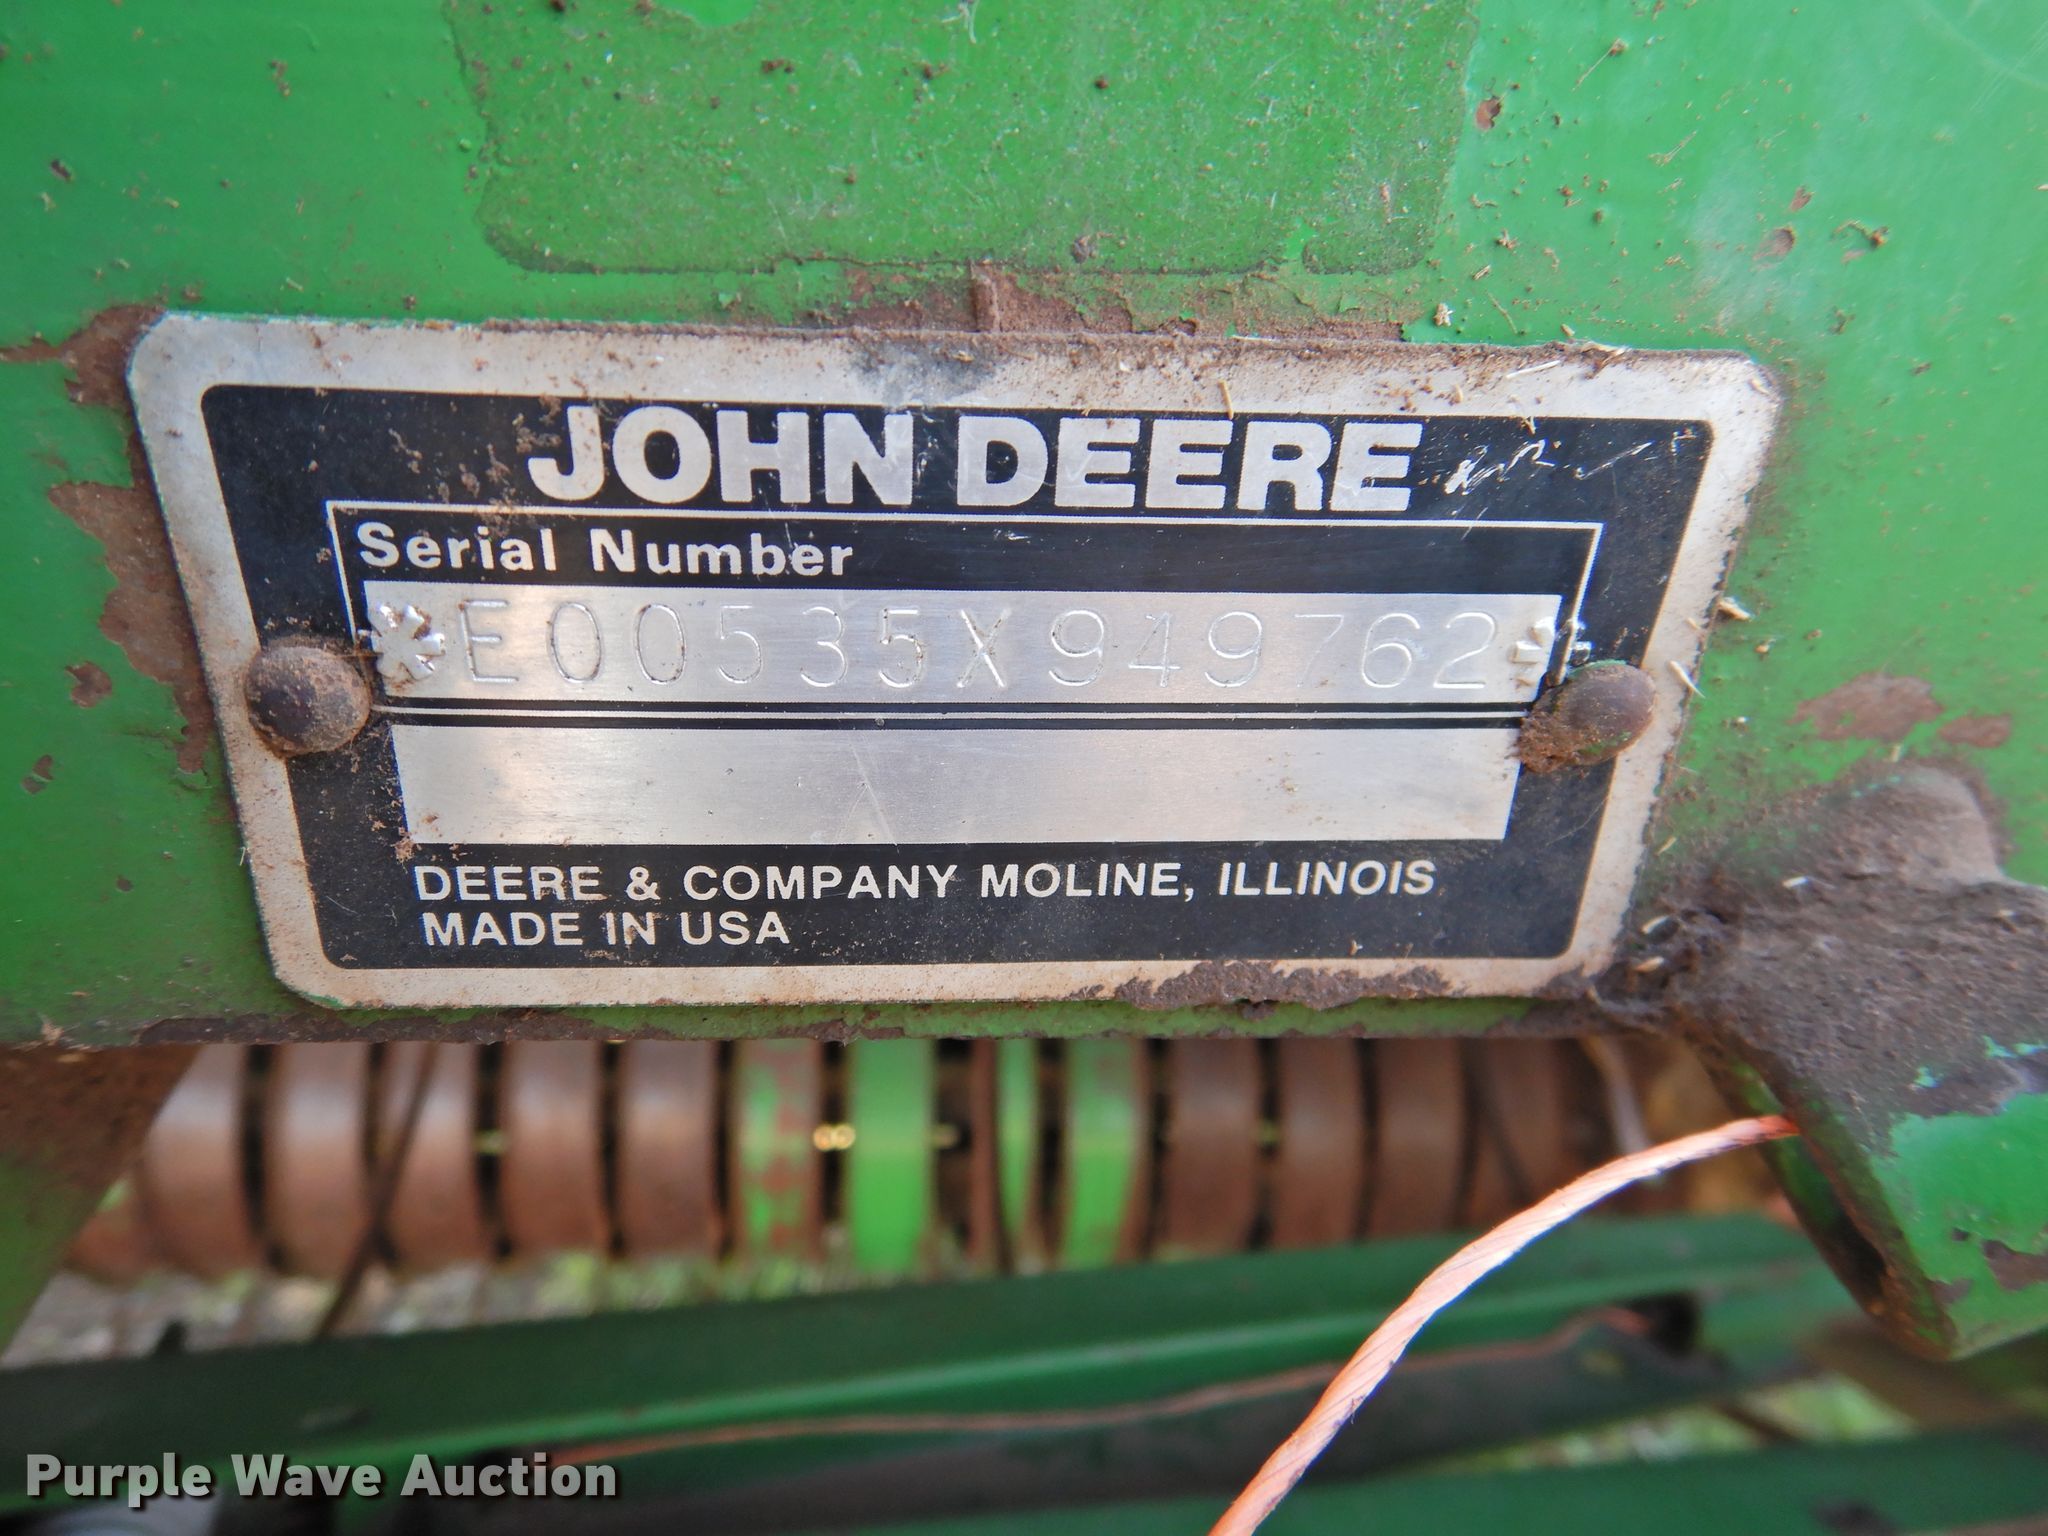 JOHN DEERE
Serial Number
*E00535X949762*
DEERE & COMPANY MOLINE, ILLINOIS
MADE IN USA
Purple Wave Auction